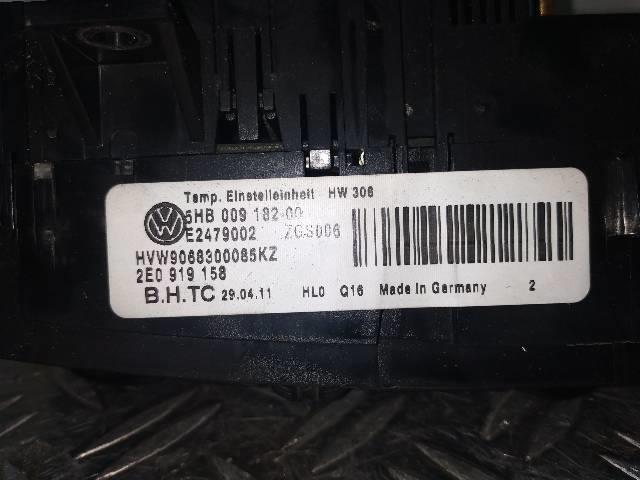 Temp. Einstelleinheit HW 306
5HB 009 182-00
E2479002 ZGS006
HVW9068300085KZ
2E0 919 158
B.H.TC 29.04.11 HL0 Q16 Made in Germany 2